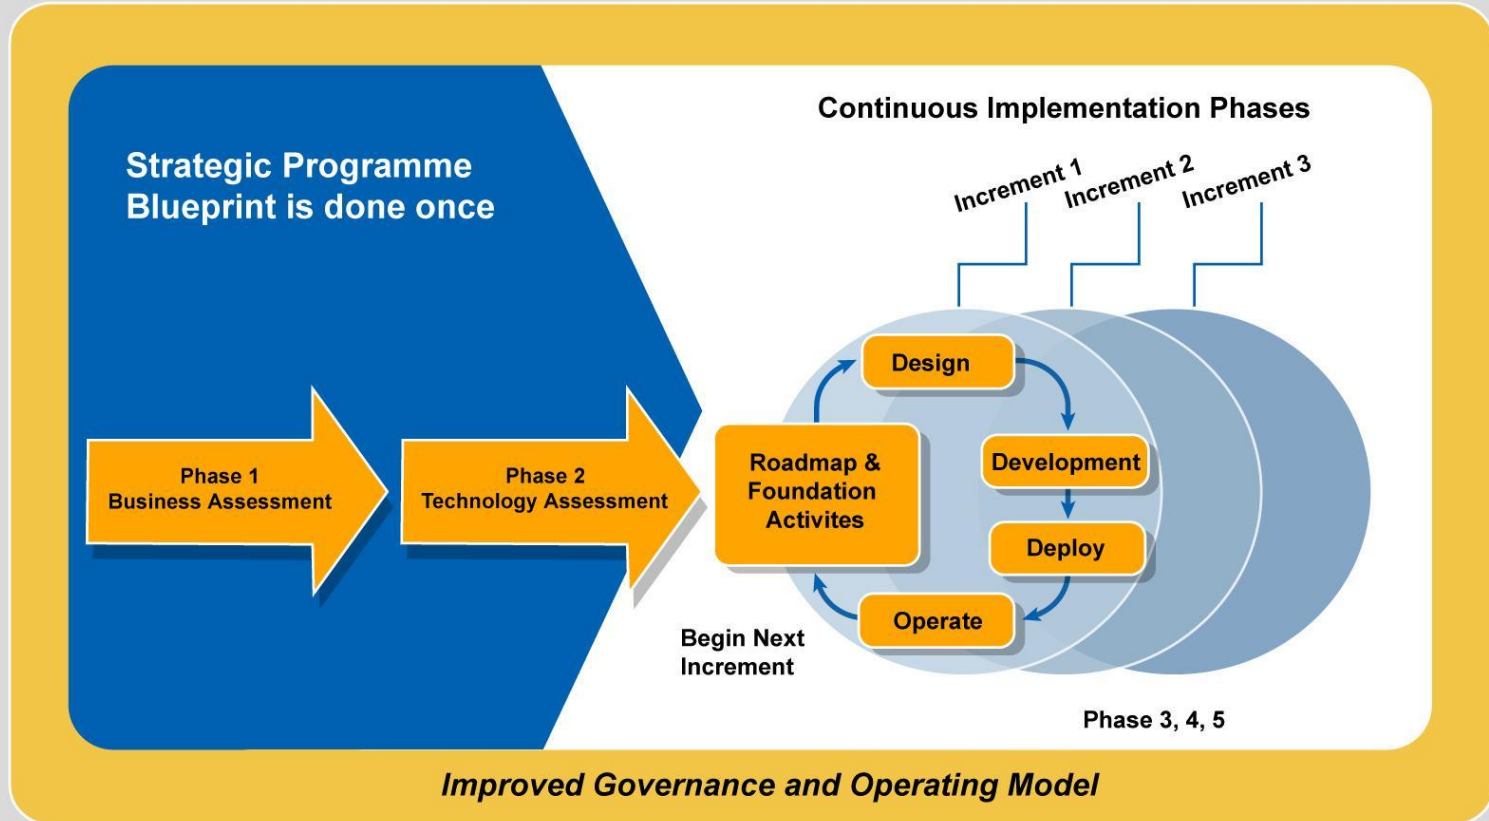 Strategic Programme
Blueprint is done once
Continuous Implementation Phases
Increment 1
Increment 2
Increment 3
Phase 1
Business Assessment
Phase 2
Technology Assessment
Roadmap &
Foundation
Activites
Design
Development
Deploy
Operate
Begin Next
Increment
Phase 3, 4, 5
Improved Governance and Operating Model